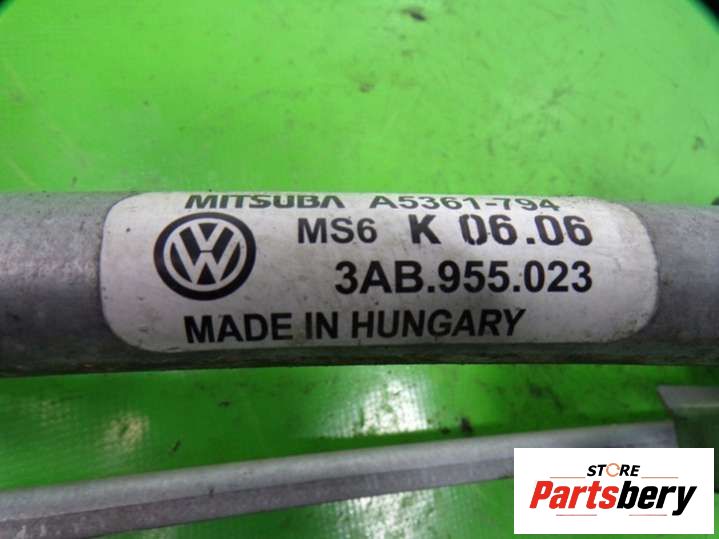 MITSUBA A5361-794
MS6 K 06.06
3AB.955.023
MADE IN HUNGARY
STORE
Partsbery